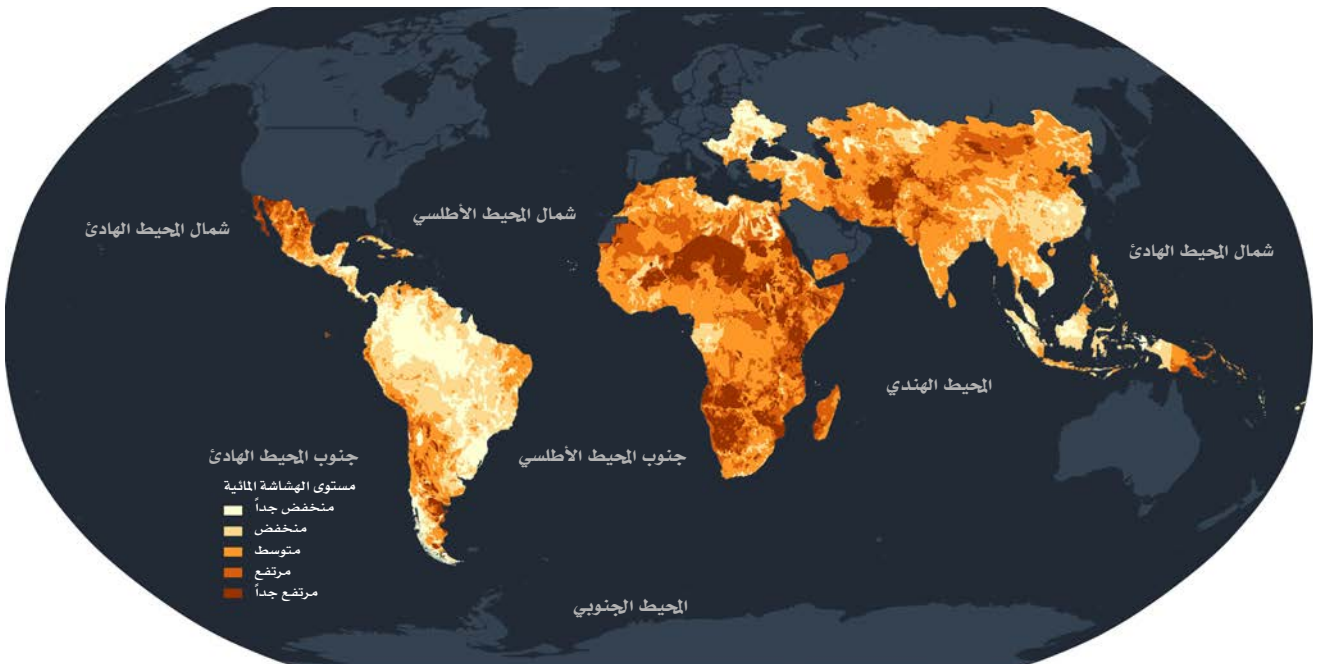 شمال المحيط الأطلسي
شمال المحيط الهادئ
شمال المحيط الهادئ
المحيط الهندي
جنوب المحيط الأطلسي
جنوب المحيط الهادئ
مستوى الهشاشة المائية
منخفض جداً
منخفض
متوسط
مرتفع
مرتفع جداً
المحيط الجنوبي